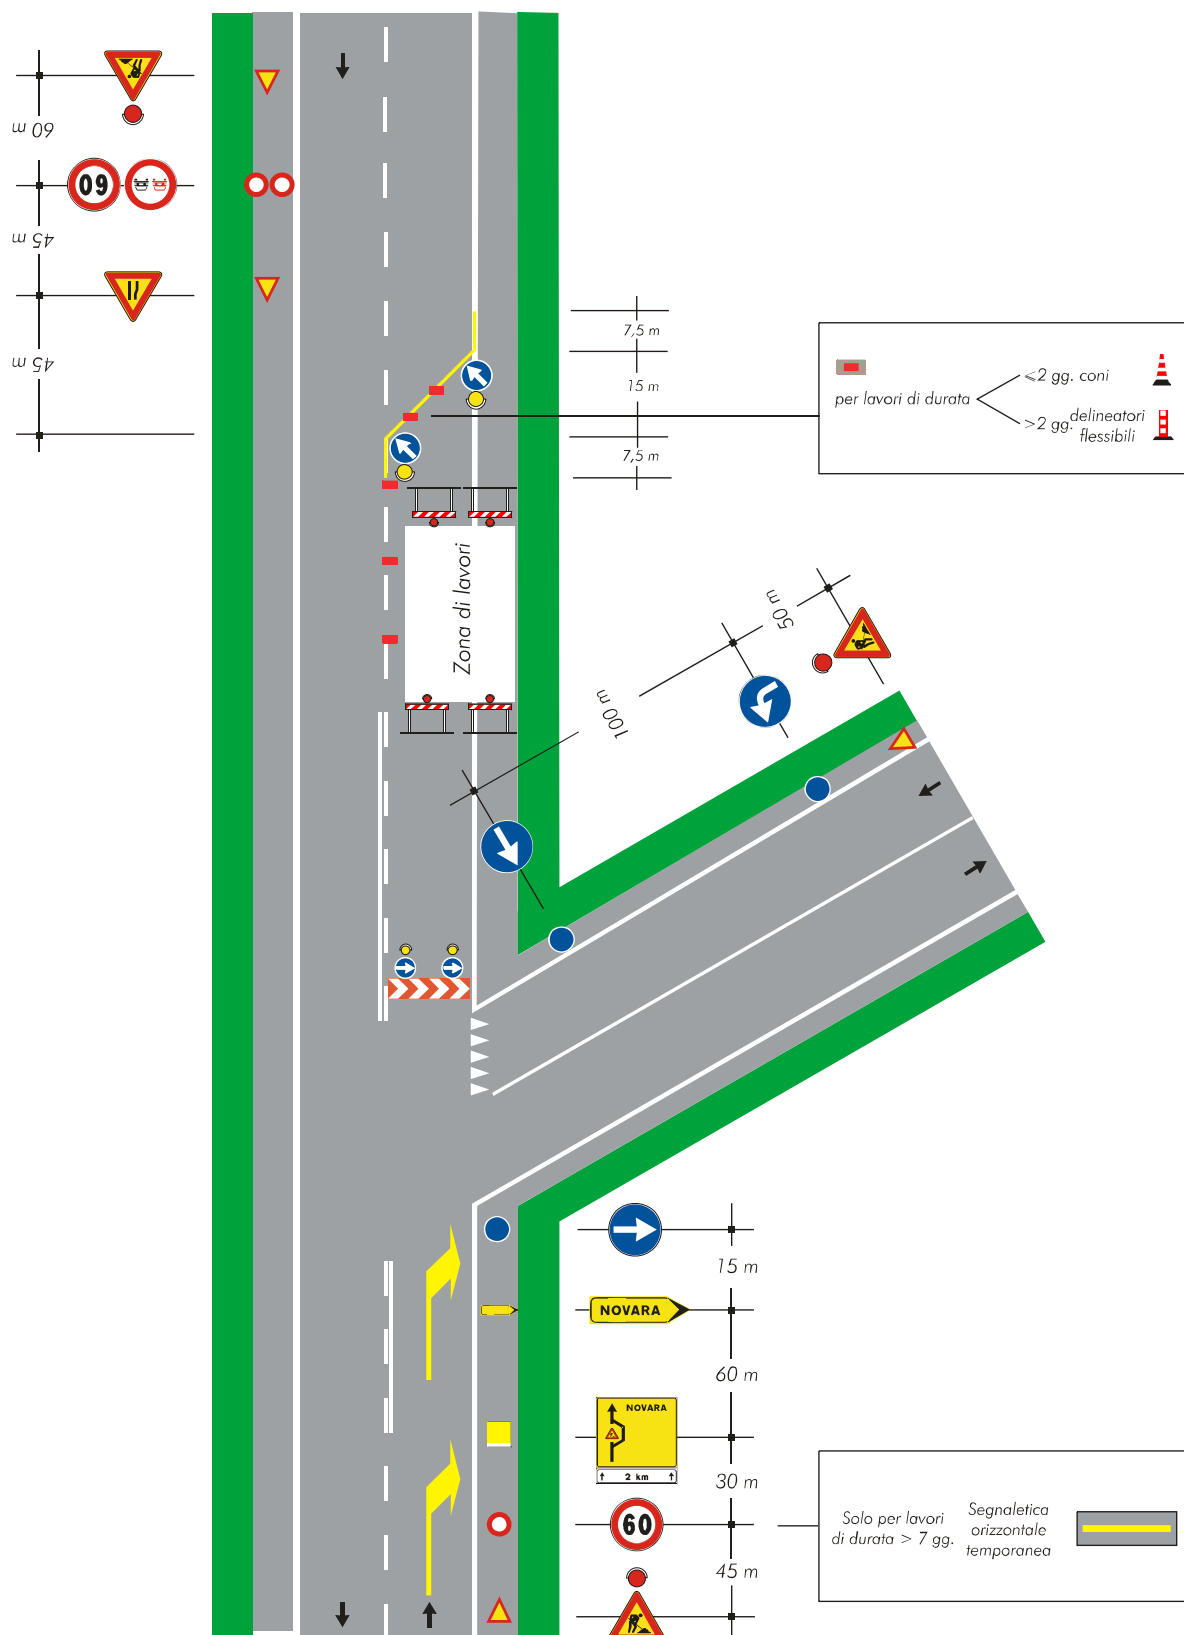 60 m
60
45 m
45 m
7,5 m
15 m
7,5 m
per lavori di durata
≤2 gg. coni
>2 gg. delineatori
flessibili
Zona di lavori
50 m
100 m
15 m
NOVARA
60 m
NOVARA
2 km
30 m
60
45 m
Solo per lavori
di durata > 7 gg.
Segnaletica
orizzontale
temporanea